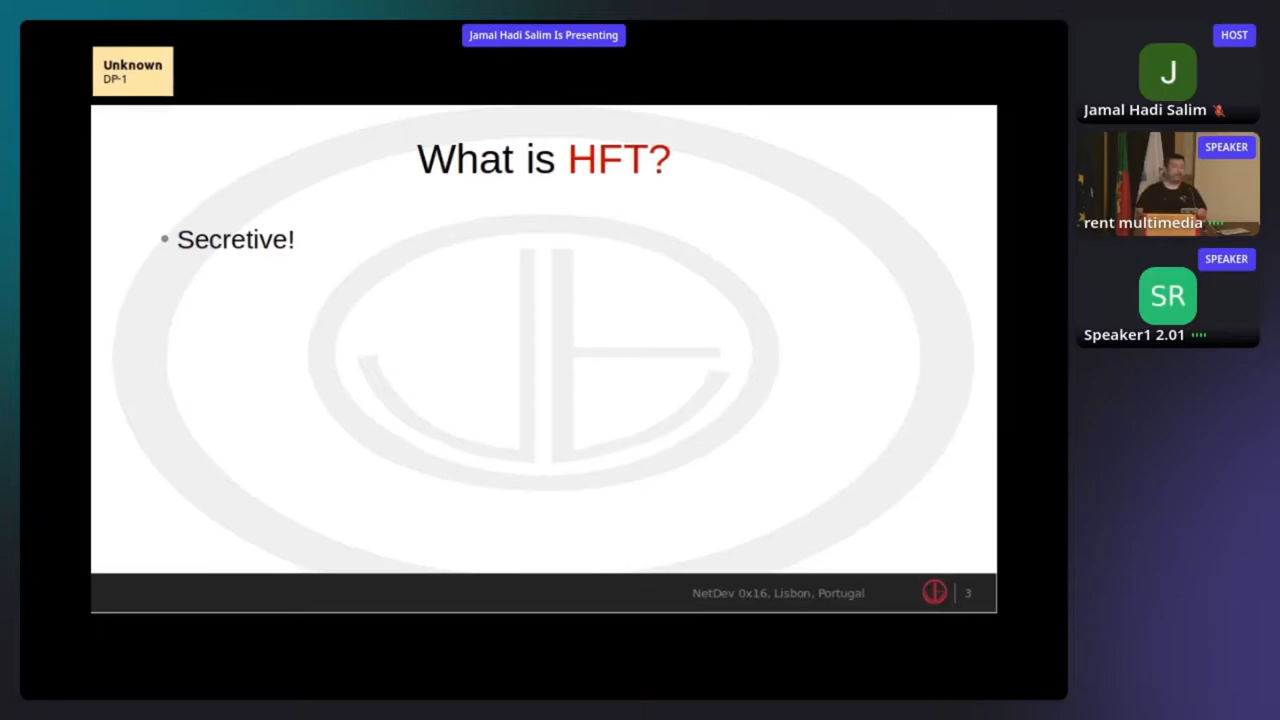 Jamal Hadi Salim Is Presenting
Unknown
DP-1
What is HFT?
• Secretive!
NetDev 0x16, Lisbon, Portugal
3
HOST
J
Jamal Hadi Salim
SPEAKER
rent multimedia
SPEAKER
SR
Speaker1 2.01